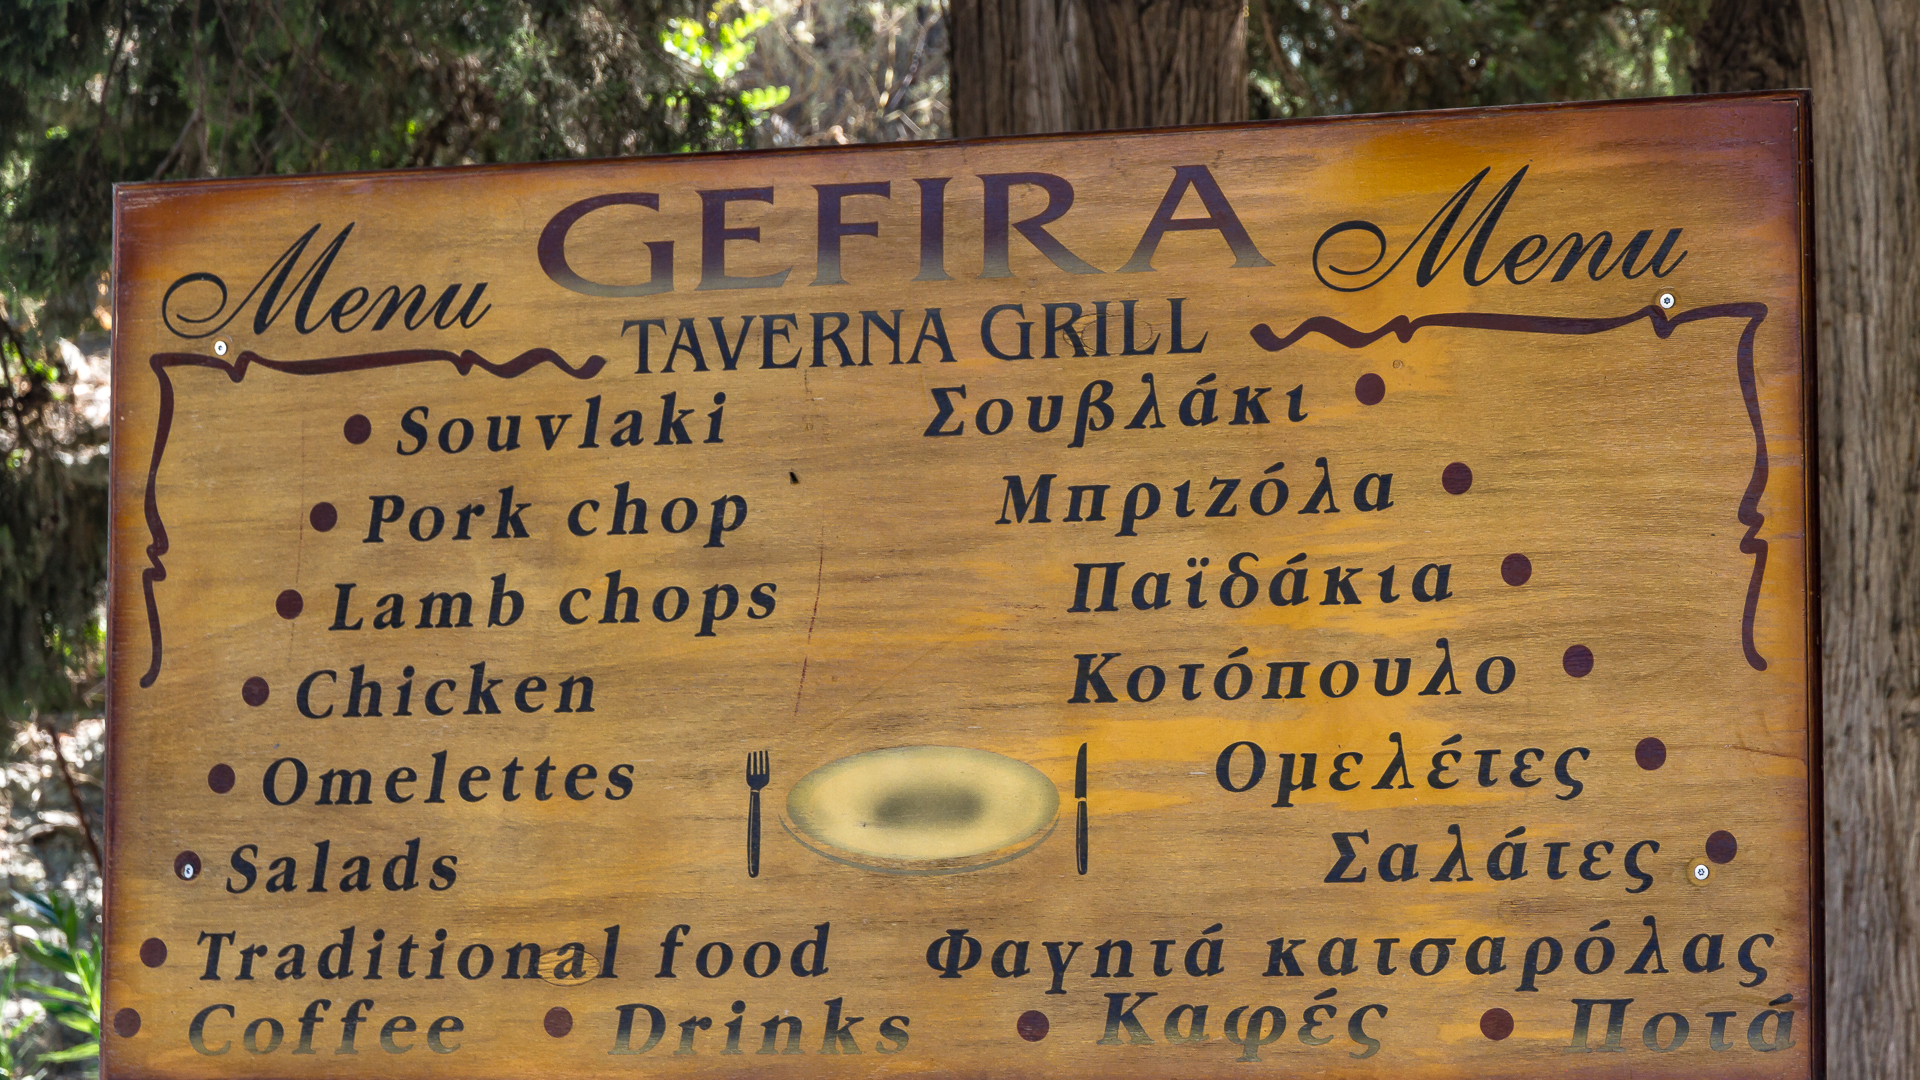 GEFIRA
Menu Menu
TAVERNA GRILL
Souvlaki Σουβλάκι
Pork chop Μπριζόλα
Lamb chops Παϊδάκια
Chicken Κοτόπουλο
Omelettes Ομελέτες
Salads Σαλάτες
Traditional food Φαγητά κατσαρόλας
Coffee Drinks Καφές Ποτά